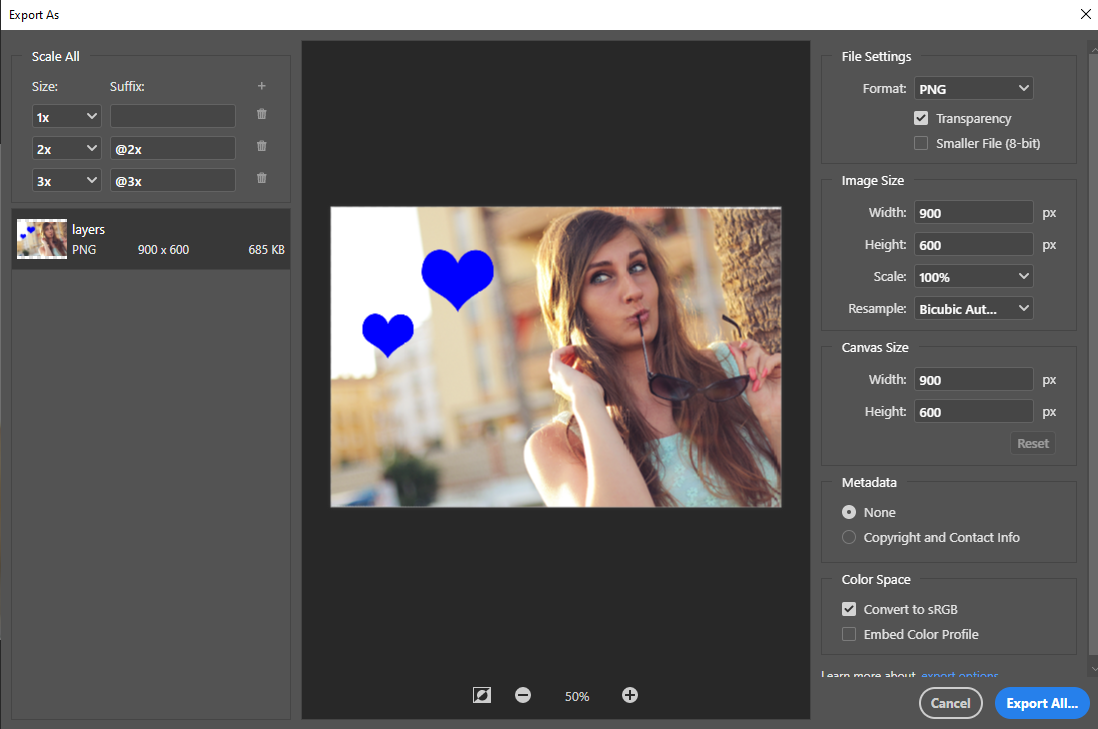 Export As
Scale All
Size: Suffix:
1x
2x @2x
3x @3x
layers
PNG 900 x 600 685 KB
50%
File Settings
Format: PNG
Transparency
Smaller File (8-bit)
Image Size
Width: 900 px
Height: 600 px
Scale: 100%
Resample: Bicubic Aut...
Canvas Size
Width: 900 px
Height: 600 px
Reset
Metadata
None
Copyright and Contact Info
Color Space
Convert to sRGB
Embed Color Profile
Learn more about export options
Cancel Export All...